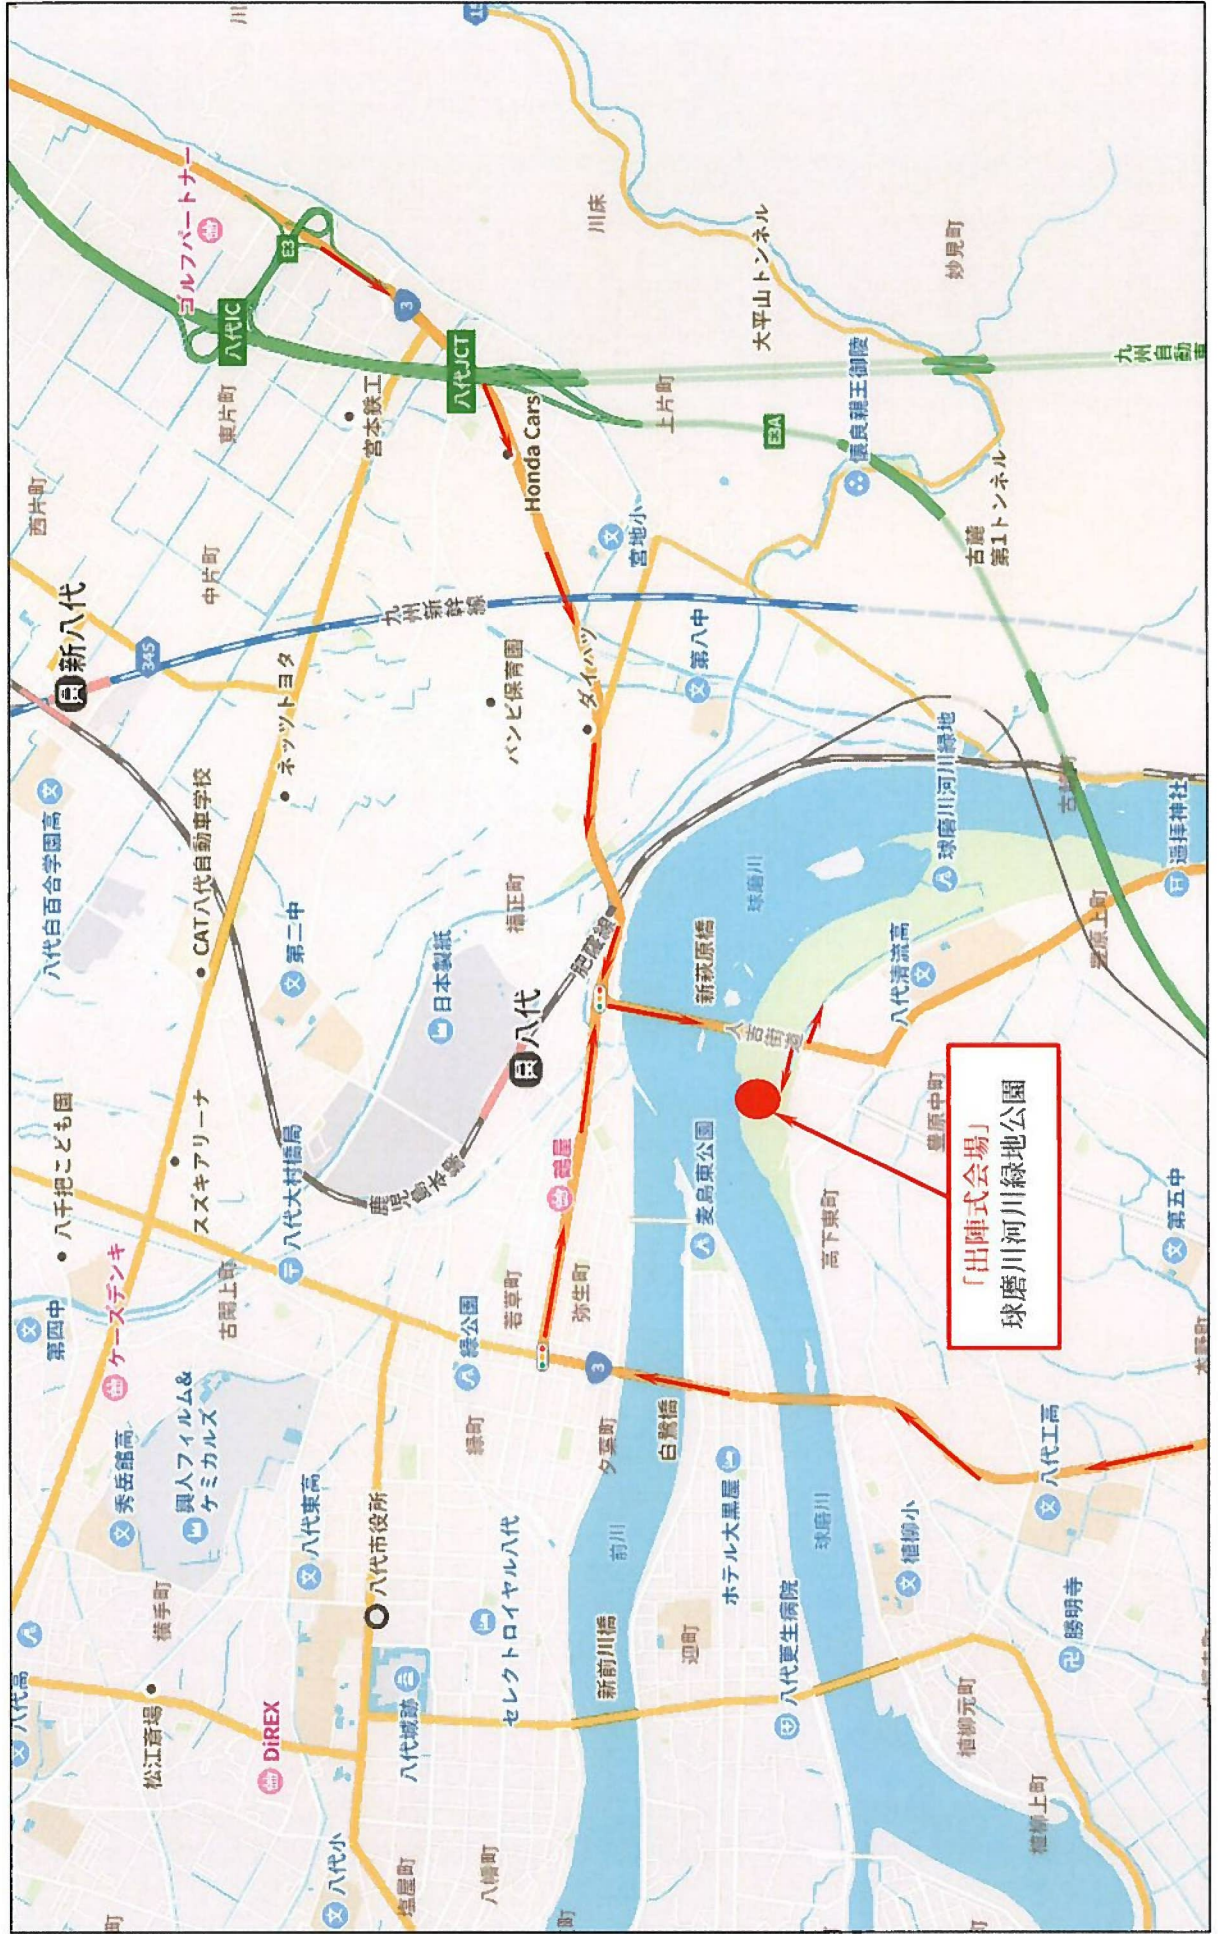 新八代
345
西片町
八代白百合学園高
中片町
東片町
ゴルフパートナー
八代IC
E3
3
八代JCT
宮本鉄工
Honda Cars
川床
上片町
大平山トンネル
妙見町
懐良親王御陵
E3A
古麓
第1トンネル
九州自動車
九州新幹線
宮地小
第八中
ネッツトヨタ
バンビ保育園
ダイハツ
CAT八代自動車学校
第二中
福正町
日本製紙
肥薩線
八代
新萩原橋
球磨川
球磨川河川緑地
遥拝神社
豊原上町
八代清流高
人吉街道
豊原中町
麦島東公園
高下東町
「出陣式会場」
球磨川河川緑地公園
第五中
八千把こども園
スズキアリーナ
八代大村橋局
鹿児島本線
鶴屋
弥生町
若草町
緑公園
古閑上町
ケーズデンキ
第四中
秀岳館高
興人フィルム&
ケミカルズ
八代東高
緑町
3
夕葉町
白鷺橋
八代工高
八代市役所
セレクトロイヤル八代
前川
ホテル大黒屋
球磨川
植柳小
横手町
八代高
松江斎場
DiREX
八代城跡
新前川橋
迎町
八代更生病院
勝明寺
植柳元町
植柳上町
八代小
塩屋町
八幡町